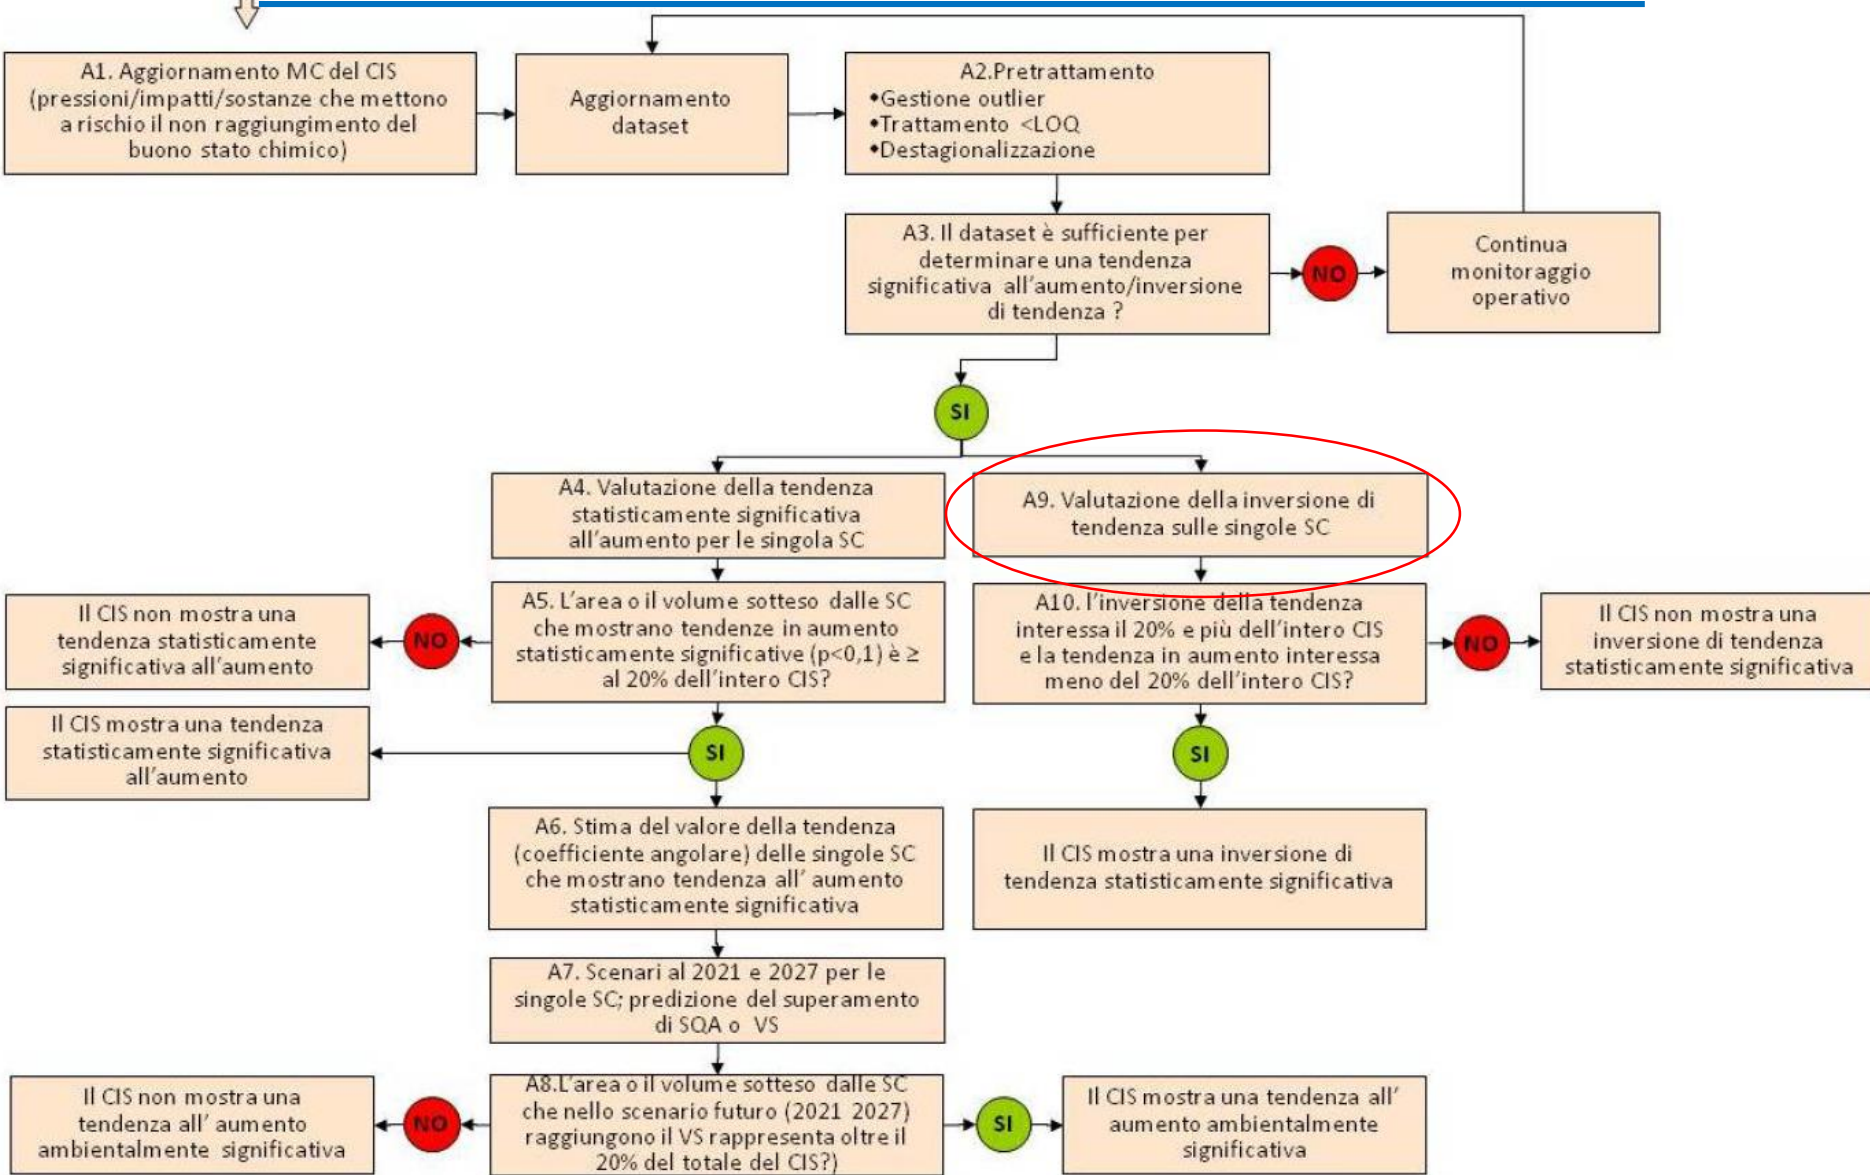 A1. Aggiornamento MC del CIS
(pressioni/impatti/sostanze che mettono
a rischio il non raggiungimento del
buono stato chimico)
Aggiornamento
dataset
A2.Pretrattamento
•Gestione outlier
•Trattamento <LOQ
•Destagionalizzazione
A3. Il dataset è sufficiente per
determinare una tendenza
significativa all'aumento/inversione
di tendenza ?
NO
Continua
monitoraggio
operativo
SI
A4. Valutazione della tendenza
statisticamente significativa
all'aumento per le singola SC
A9. Valutazione della inversione di
tendenza sulle singole SC
Il CIS non mostra una
tendenza statisticamente
significativa all'aumento
NO
A5. L'area o il volume sotteso dalle SC
che mostrano tendenze in aumento
statisticamente significative (p<0,1) è ≥
al 20% dell'intero CIS?
A10. l'inversione della tendenza
interessa il 20% e più dell'intero CIS
e la tendenza in aumento interessa
meno del 20% dell'intero CIS?
NO
Il CIS non mostra una
inversione di tendenza
statisticamente significativa
Il CIS mostra una tendenza
statisticamente significativa
all'aumento
SI
SI
A6. Stima del valore della tendenza
(coefficiente angolare) delle singole SC
che mostrano tendenza all' aumento
statisticamente significativa
Il CIS mostra una inversione di
tendenza statisticamente significativa
A7. Scenari al 2021 e 2027 per le
singole SC; predizione del superamento
di SQA o VS
Il CIS non mostra una
tendenza all' aumento
ambientalmente significativa
NO
A8.L'area o il volume sotteso dalle SC
che nello scenario futuro (2021 2027)
raggiungono il VS rappresenta oltre il
20% del totale del CIS?)
SI
Il CIS mostra una tendenza all'
aumento ambientalmente
significativa